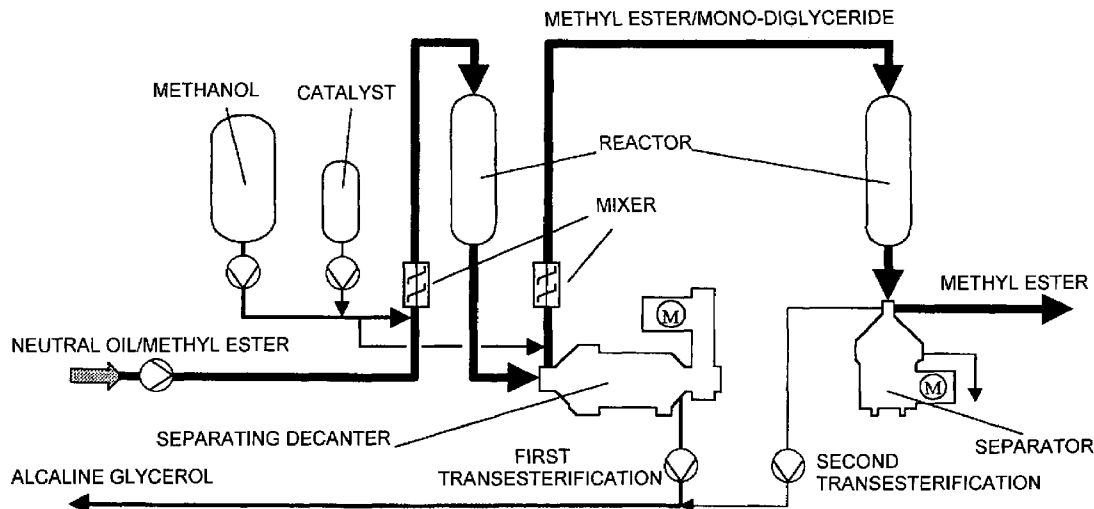 METHYL ESTER/MONO-DIGLYCERIDE
METHANOL
CATALYST
REACTOR
MIXER
METHYL ESTER
M
NEUTRAL OIL/METHYL ESTER
M
SEPARATING DECANTER
SEPARATOR
FIRST
TRANSESTERIFICATION
SECOND
TRANSESTERIFICATION
ALCALINE GLYCEROL